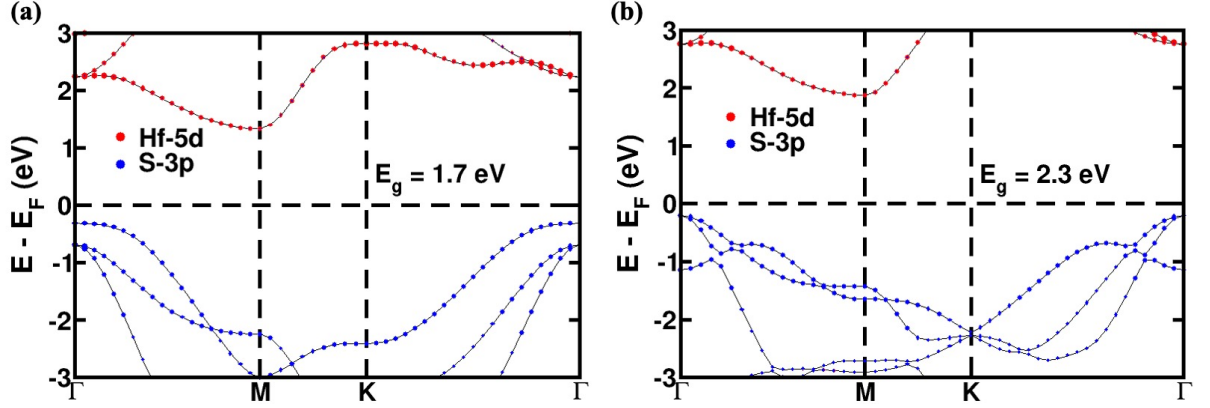 (a)
3
2
1
0
-1
-2
-3
E - E_F (eV)
Hf-5d
S-3p
E_g = 1.7 eV
Γ
M
K
Γ
(b)
3
2
1
0
-1
-2
-3
E - E_F (eV)
Hf-5d
S-3p
E_g = 2.3 eV
Γ
M
K
Γ